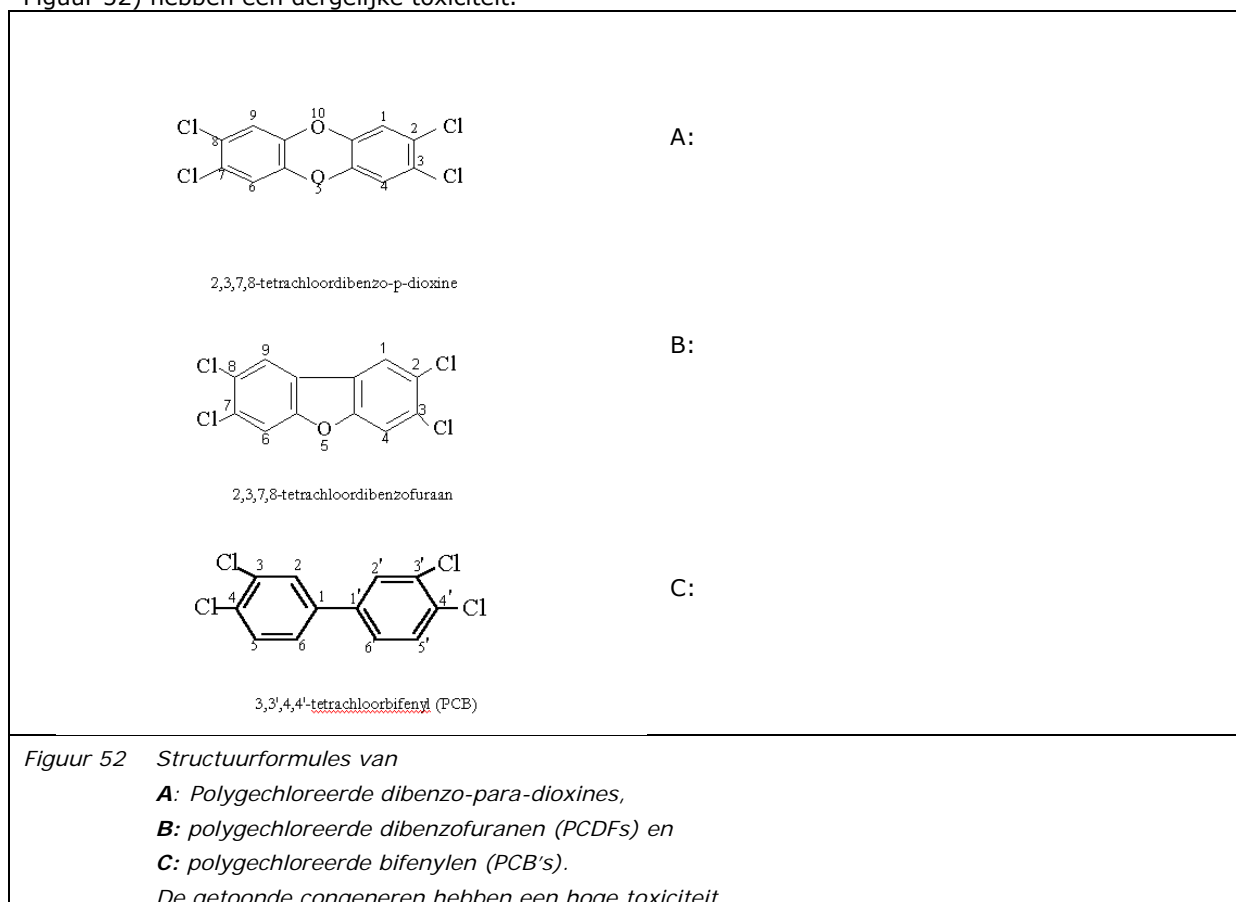 Figuur 52) hebben een dergelijke toxiciteit.
9 10 1
Cl O Cl
8 2
7 3
Cl O Cl
6 5 4
A:
2,3,7,8-tetrachloordibenzo-p-dioxine
9 1
Cl 8 2 Cl
7 3
Cl O Cl
6 5 4
B:
2,3,7,8-tetrachloordibenzofuraan
Cl 3 2 2' 3' Cl
Cl 4 1 1' 4' Cl
5 6 6' 5'
C:
3,3',4,4'-tetrachloorbifenyl (PCB)
Figuur 52 Structuurformules van
A: Polygechloreerde dibenzo-para-dioxines,
B: polygechloreerde dibenzofuranen (PCDFs) en
C: polygechloreerde bifenylen (PCB's).
De getoonde congeneren hebben een hoge toxiciteit